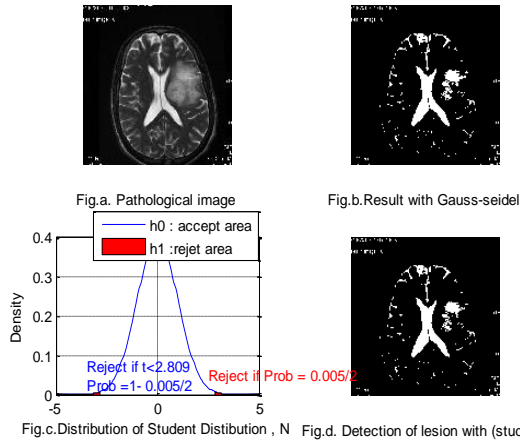 Fig.a. Pathological image
Fig.b.Result with Gauss-seidel
h0 : accept area
h1 :rejet area
0.4
0.3
0.2
0.1
0
Density
Reject if t<2.809
Prob =1- 0.005/2
Reject if Prob = 0.005/2
-5
0
5
Fig.c.Distribution of Student Distibution , N
Fig.d. Detection of lesion with (stud